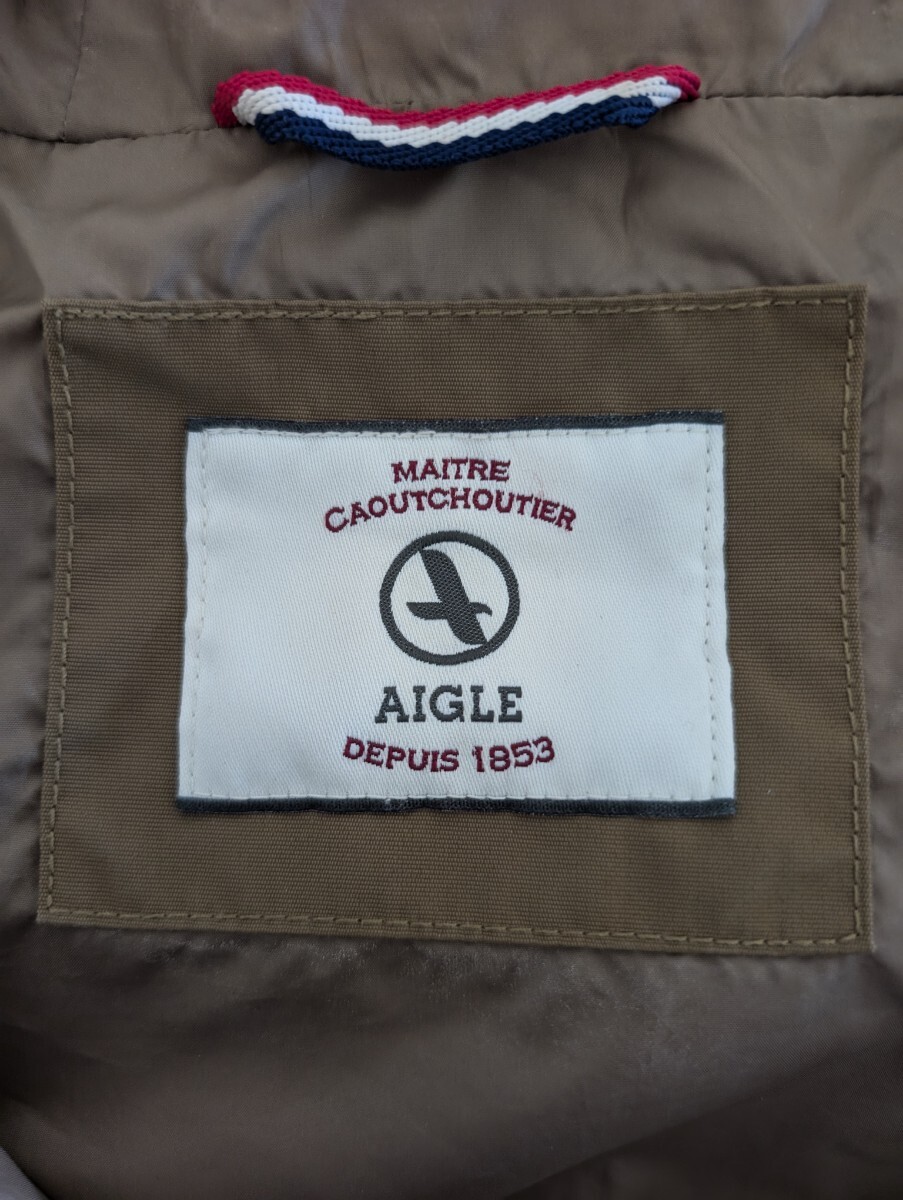 MAITRE
CAOUTCHOUTIER
AIGLE
DEPUIS 1853